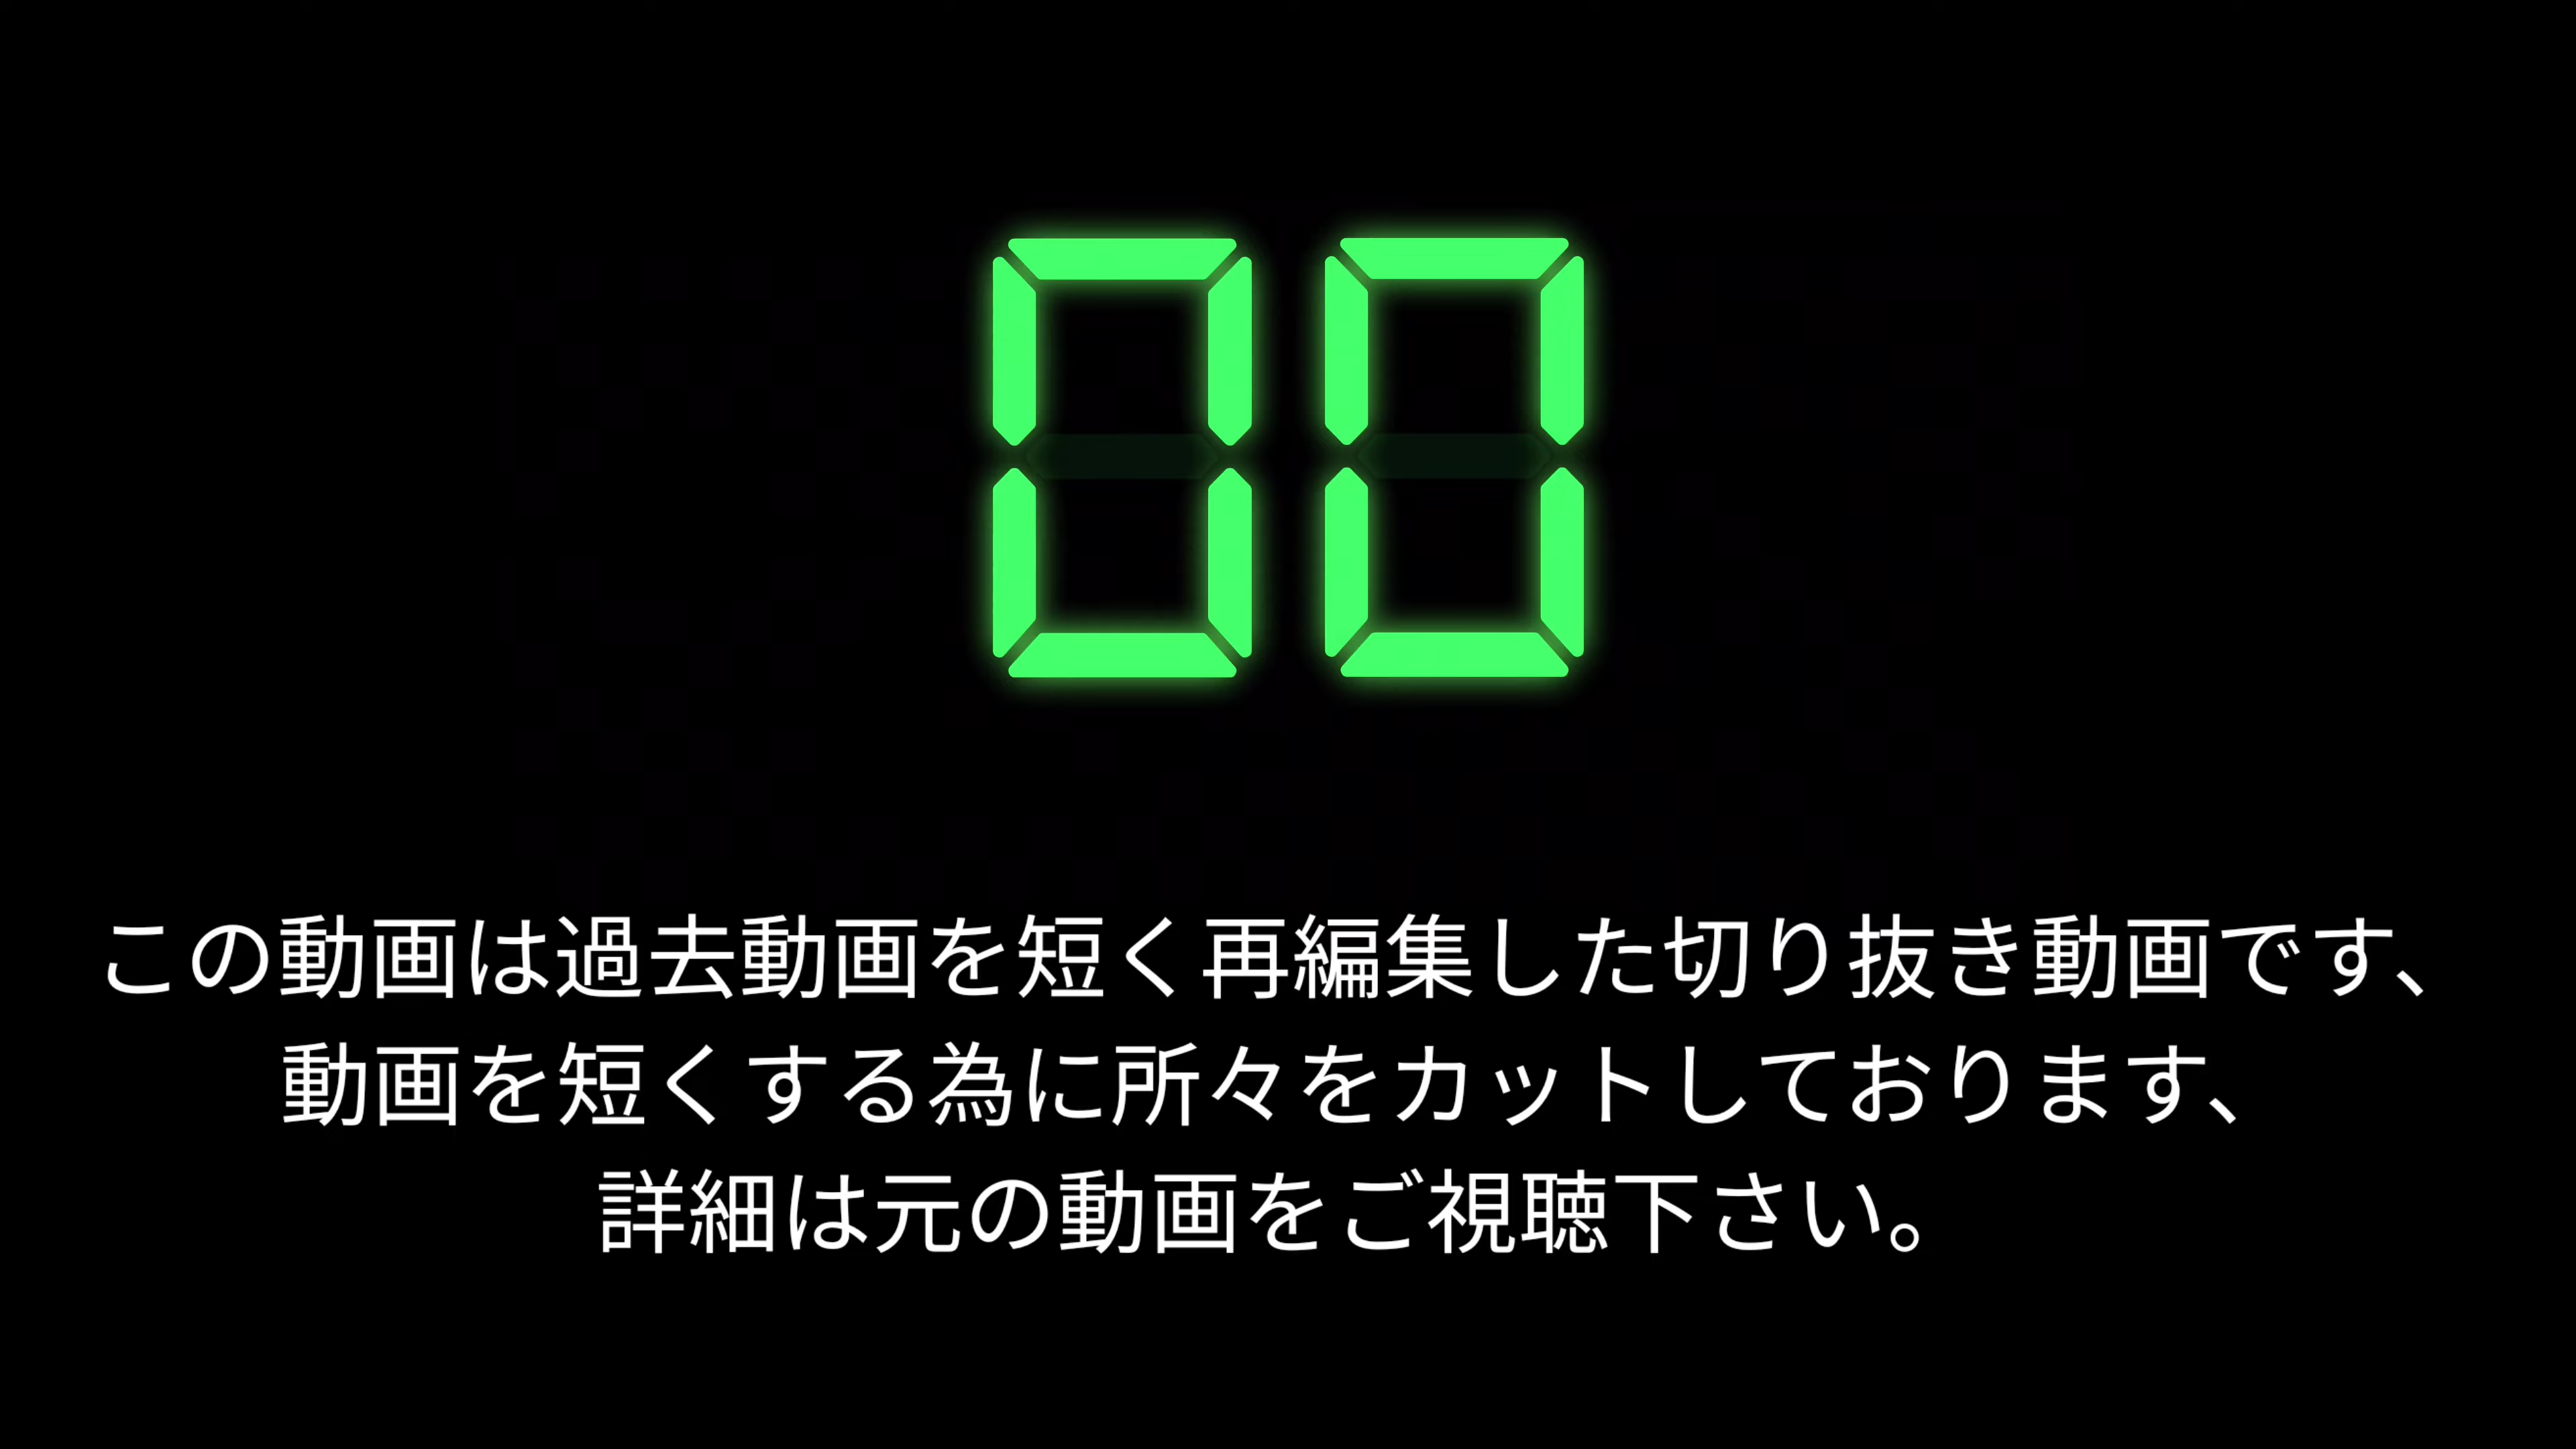 00
この動画は過去動画を短く再編集した切り抜き動画です、
動画を短くする為に所々をカットしております、
詳細は元の動画をご視聴下さい。